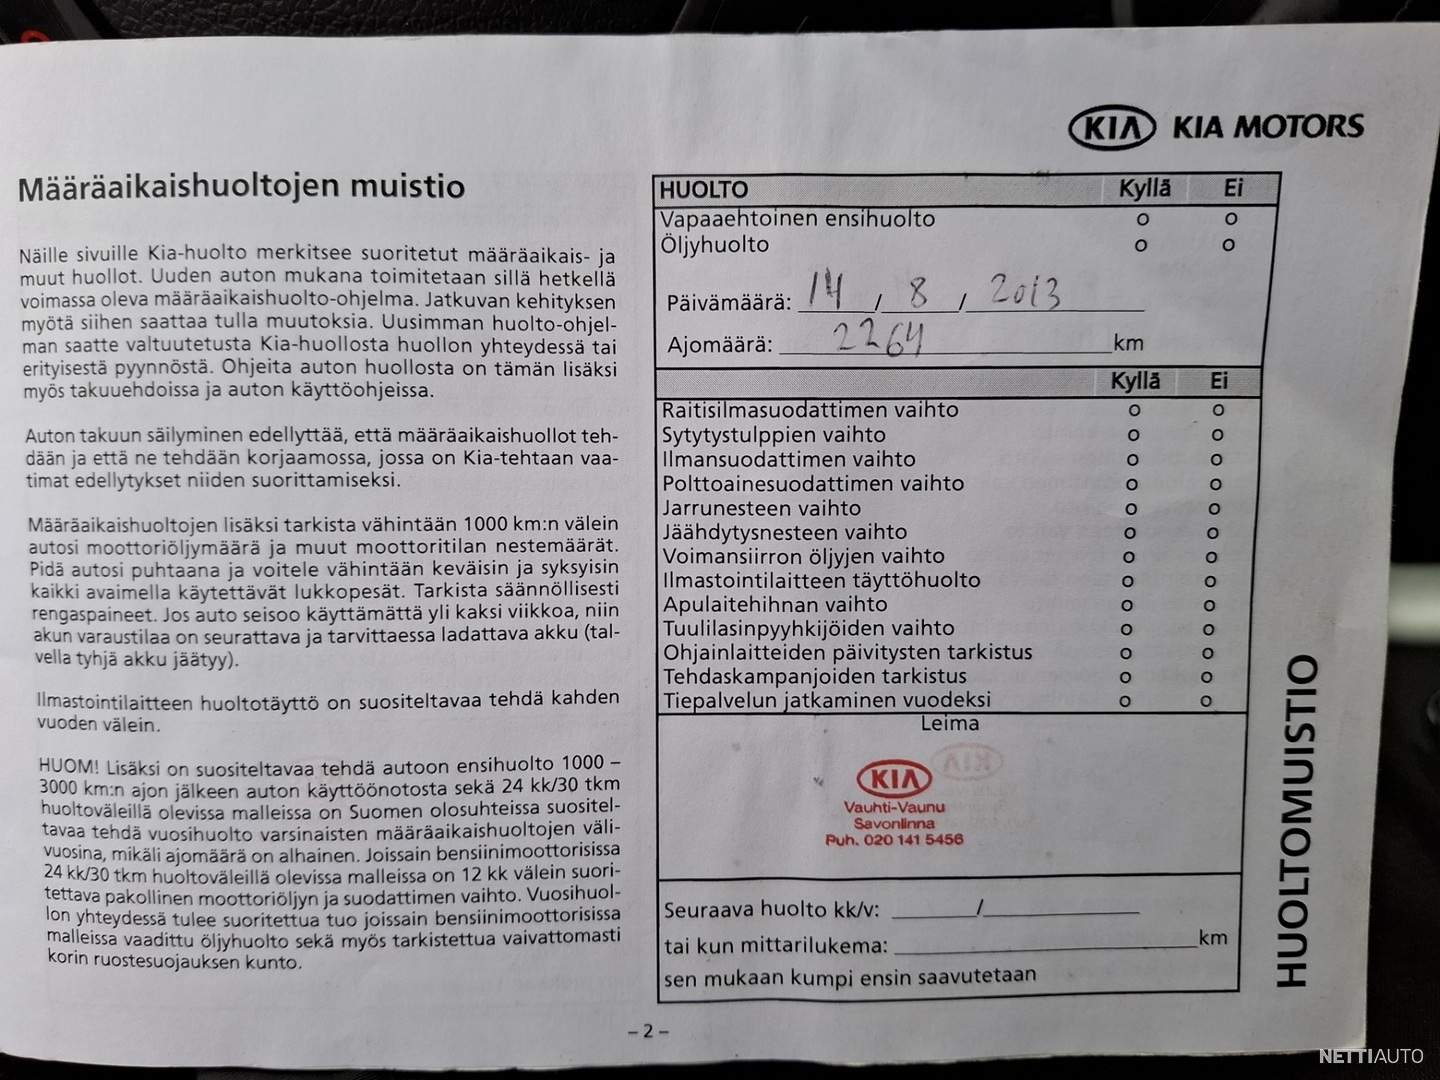 KIA KIA MOTORS
Määräaikaishuoltojen muistio
Näille sivuille Kia-huolto merkitsee suoritetut määräaikais- ja
muut huollot. Uuden auton mukana toimitetaan sillä hetkellä
voimassa oleva määräaikaishuolto-ohjelma. Jatkuvan kehityksen
myötä siihen saattaa tulla muutoksia. Uusimman huolto-ohjel-
man saatte valtuutetusta Kia-huollosta huollon yhteydessä tai
erityisestä pyynnöstä. Ohjeita auton huollosta on tämän lisäksi
myös takuuehdoissa ja auton käyttöohjeissa.
Auton takuun säilyminen edellyttää, että määräaikaishuollot teh-
dään ja että ne tehdään korjaamossa, jossa on Kia-tehtaan vaa-
timat edellytykset niiden suorittamiseksi.
Määräaikaishuoltojen lisäksi tarkista vähintään 1000 km:n välein
autosi moottoriöljymäärä ja muut moottoritilan nestemäärät.
Pidä autosi puhtaana ja voitele vähintään keväisin ja syksyisin
kaikki avaimella käytettävät lukkopesät. Tarkista säännöllisesti
rengaspaineet. Jos auto seisoo käyttämättä yli kaksi viikkoa, niin
akun varaustilaa on seurattava ja tarvittaessa ladattava akku (tal-
vella tyhjä akku jäätyy).
Ilmastointilaitteen huoltotäyttö on suositeltavaa tehdä kahden
vuoden välein.
HUOM! Lisäksi on suositeltavaa tehdä autoon ensihuolto 1000 –
3000 km:n ajon jälkeen auton käyttöönotosta sekä 24 kk/30 tkm
huoltoväleillä olevissa malleissa on Suomen olosuhteissa suositel-
tavaa tehdä vuosihuolto varsinaisten määräaikaishuoltojen väli-
vuosina, mikäli ajomäärä on alhainen. Joissain bensiinimoottorisissa
24 kk/30 tkm huoltoväleillä olevissa malleissa on 12 kk välein suori-
tettava pakollinen moottoriöljyn ja suodattimen vaihto. Vuosihuol-
lon yhteydessä tulee suoritettua tuo joissain bensiinimoottorisissa
malleissa vaadittu öljyhuolto sekä myös tarkistettua vaivattomasti
korin ruostesuojauksen kunto.
HUOLTO Kyllä Ei
Vapaaehtoinen ensihuolto o o
Öljyhuolto o o
Päivämäärä: 14 / 8 / 2013
Ajomäärä: 2264 km
Kyllä Ei
Raitisilmasuodattimen vaihto o o
Sytytystulppien vaihto o o
Ilmansuodattimen vaihto o o
Polttoainesuodattimen vaihto o o
Jarrunesteen vaihto o o
Jäähdytysnesteen vaihto o o
Voimansiirron öljyjen vaihto o o
Ilmastointilaitteen täyttöhuolto o o
Apulaitehihnan vaihto o o
Tuulilasinpyyhkijöiden vaihto o o
Ohjainlaitteiden päivitysten tarkistus o o
Tehdaskampanjoiden tarkistus o o
Tiepalvelun jatkaminen vuodeksi o o
Leima
KIA
Vauhti-Vaunu
Savonlinna
Puh. 020 141 5456
Seuraava huolto kk/v: ______/__________
tai kun mittarilukema: ____________________km
sen mukaan kumpi ensin saavutetaan
HUOLTOMUISTIO
– 2 –
NETTIAUTO